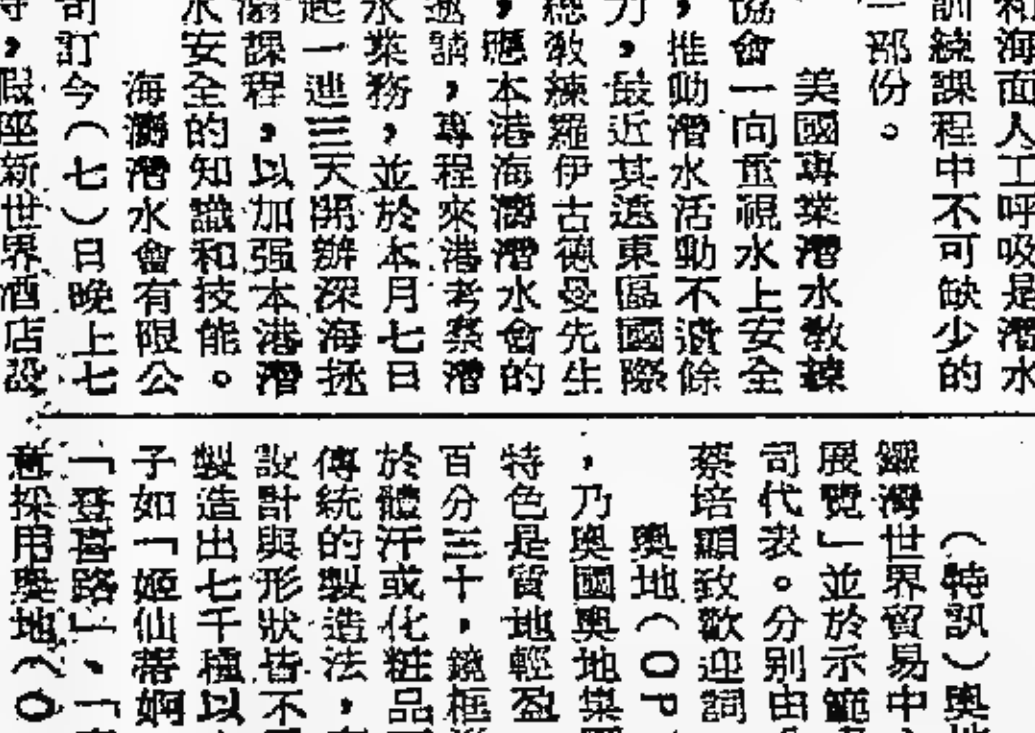 和海面人工呼吸是潛水
訓練課程中不可缺少的
一部份。
美國專業潛水教練
協會一向重視水上安全
，推動潛水活動不遺餘
力，最近其遠東區國際
總教練羅伊古德曼先生
，應本港海灣潛水會的
邀請，專程來港考察潛
水業務，並於本月七日
起一連三天開辦深海拯
溺課程，以加强本港潛
水安全的知識和技能。
海灣潛水會有限公
司訂今（七）日晚上七
時，假座新世界酒店設
（特訊）奧地
銀灣世界貿易中
展覽」並於示範
司代表。分别由
蔡培顯致歡迎詞
奧地（OP
，乃奧國奧地集
特色是質地輕盈
百分三十，鏡框
於體汗或化粧品
傳統的製造法，
設計與形狀皆不
製造出七千種以
子如「姬仙蒂婀
「登喜路」，「
意採用奧地（O